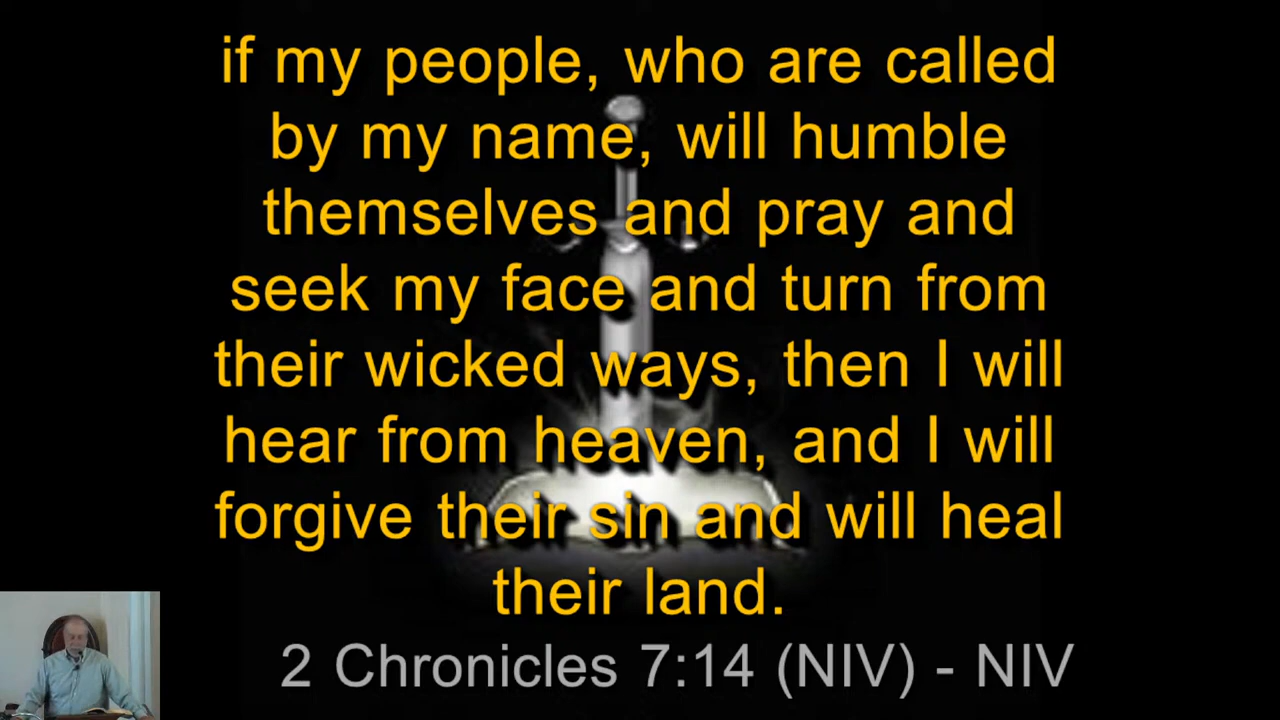 if my people, who are called
by my name, will humble
themselves and pray and
seek my face and turn from
their wicked ways, then I will
hear from heaven, and I will
forgive their sin and will heal
their land.
2 Chronicles 7:14 (NIV) - NIV